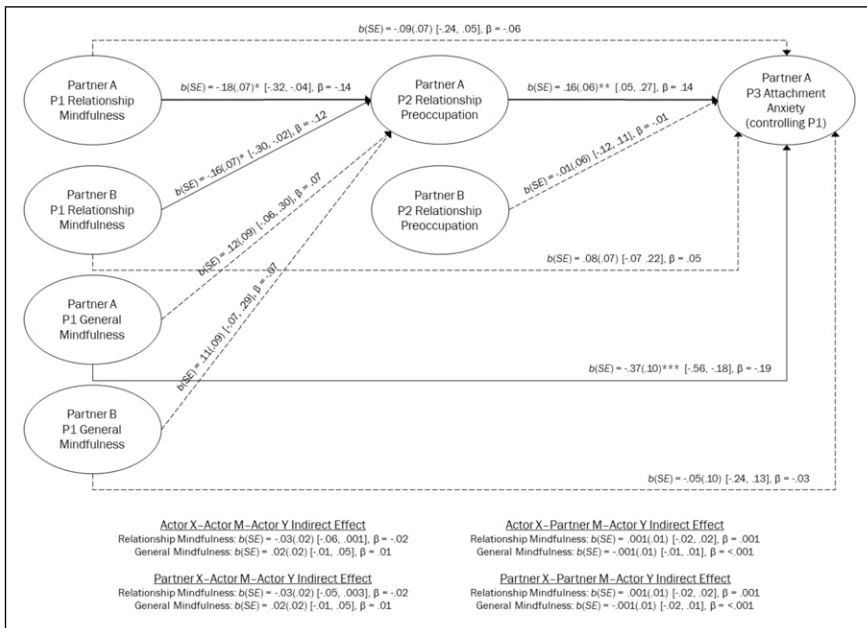 b(SE) = -.09(.07) [-.24, .05], β = -.06
Partner A
P1 Relationship
Mindfulness
b(SE) = -.18(.07)* [-.32, -.04], β = -.14
Partner A
P2 Relationship
Preoccupation
b(SE) = .16(.06)** [.05, .27], β = .14
Partner A
P3 Attachment
Anxiety
(controlling P1)
b(SE) = -.16(.07)* [-.30, -.02], β = -.12
b(SE) = -.01(.06) [-.12, .11], β = -.01
Partner B
P1 Relationship
Mindfulness
Partner B
P2 Relationship
Preoccupation
b(SE) = .12(.09) [-.06, .30], β = .07
b(SE) = .08(.07) [-.07 .22], β = .05
Partner A
P1 General
Mindfulness
b(SE) = .11(.09) [-.07, .29], β = -.07
b(SE) = -.37(.10)*** [-.56, -.18], β = -.19
Partner B
P1 General
Mindfulness
b(SE) = -.05(.10) [-.24, .13], β = -.03
Actor X–Actor M–Actor Y Indirect Effect
Relationship Mindfulness: b(SE) = -.03(.02) [-.06, .001], β = -.02
General Mindfulness: b(SE) = .02(.02) [-.01, .05], β = .01
Actor X–Partner M–Actor Y Indirect Effect
Relationship Mindfulness: b(SE) = .001(.01) [-.02, .02], β = .001
General Mindfulness: b(SE) = -.001(.01) [-.01, .01], β = <.001
Partner X–Actor M–Actor Y Indirect Effect
Relationship Mindfulness: b(SE) = -.03(.02) [-.05, .003], β = -.02
General Mindfulness: b(SE) = .02(.02) [-.01, .05], β = .01
Partner X–Partner M–Actor Y Indirect Effect
Relationship Mindfulness: b(SE) = .001(.01) [-.02, .02], β = .001
General Mindfulness: b(SE) = -.001(.01) [-.02, .01], β = <.001